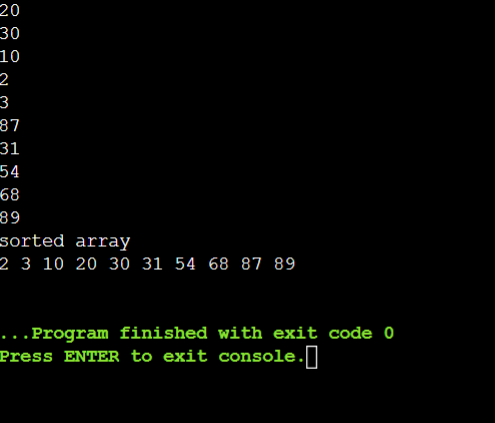 20
30
10
2
3
87
31
54
68
89
sorted array
2 3 10 20 30 31 54 68 87 89
...Program finished with exit code 0
Press ENTER to exit console.